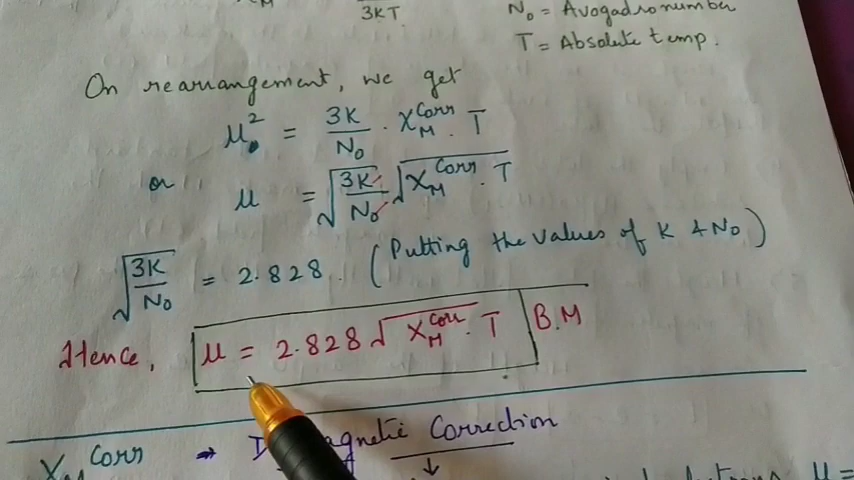 3KT
N₀ = Avogadro number
T = Absolute temp.
On rearrangement, we get
μ² = 3K/N₀ · χ_M^Corr · T
or μ = √(3K/N₀) √(χ_M^Corr · T)
√(3K/N₀) = 2.828 (Putting the values of K & N₀)
Hence, μ = 2.828 √(χ_M^Corr · T) B.M
χ_M^Corr → Correction
μ =